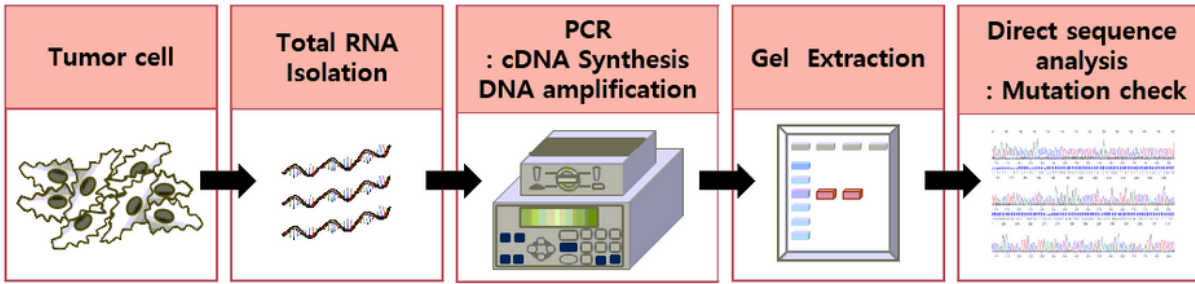 Tumor cell
Total RNA
Isolation
PCR
: cDNA Synthesis
DNA amplification
Gel Extraction
Direct sequence
analysis
: Mutation check